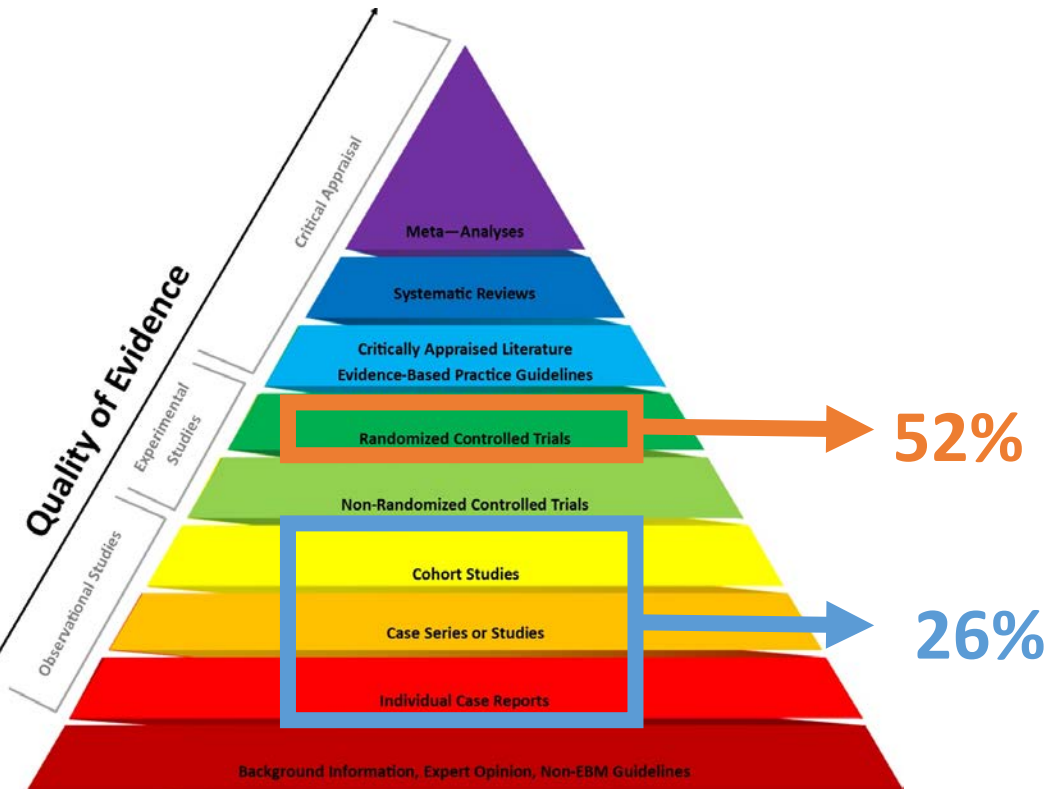 Quality of Evidence
Critical Appraisal
Experimental
Studies
Observational Studies
Meta—Analyses
Systematic Reviews
Critically Appraised Literature
Evidence-Based Practice Guidelines
Randomized Controlled Trials
52%
Non-Randomized Controlled Trials
Cohort Studies
Case Series or Studies
26%
Individual Case Reports
Background Information, Expert Opinion, Non-EBM Guidelines